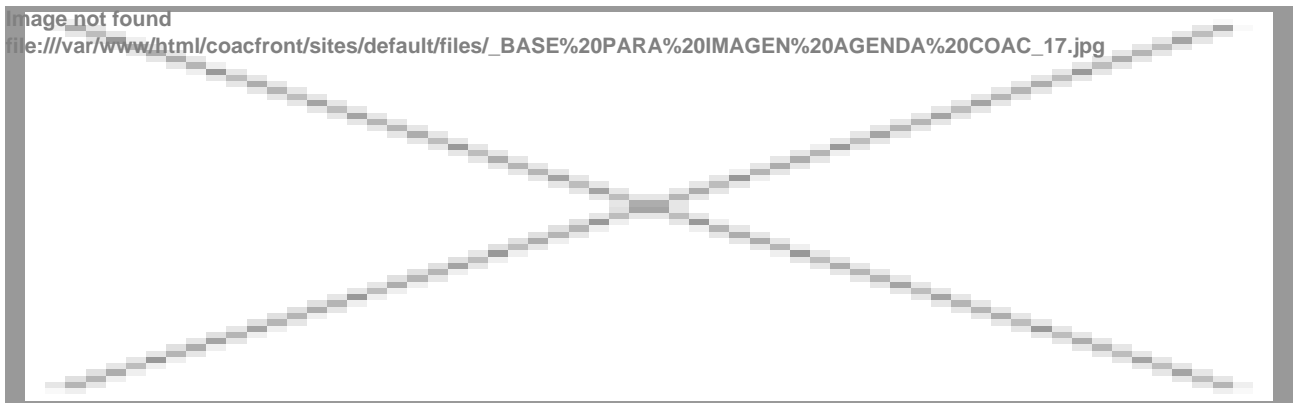 Image not found
file:///var/www/html/coacfront/sites/default/files/_BASE%20PARA%20IMAGEN%20AGENDA%20COAC_17.jpg